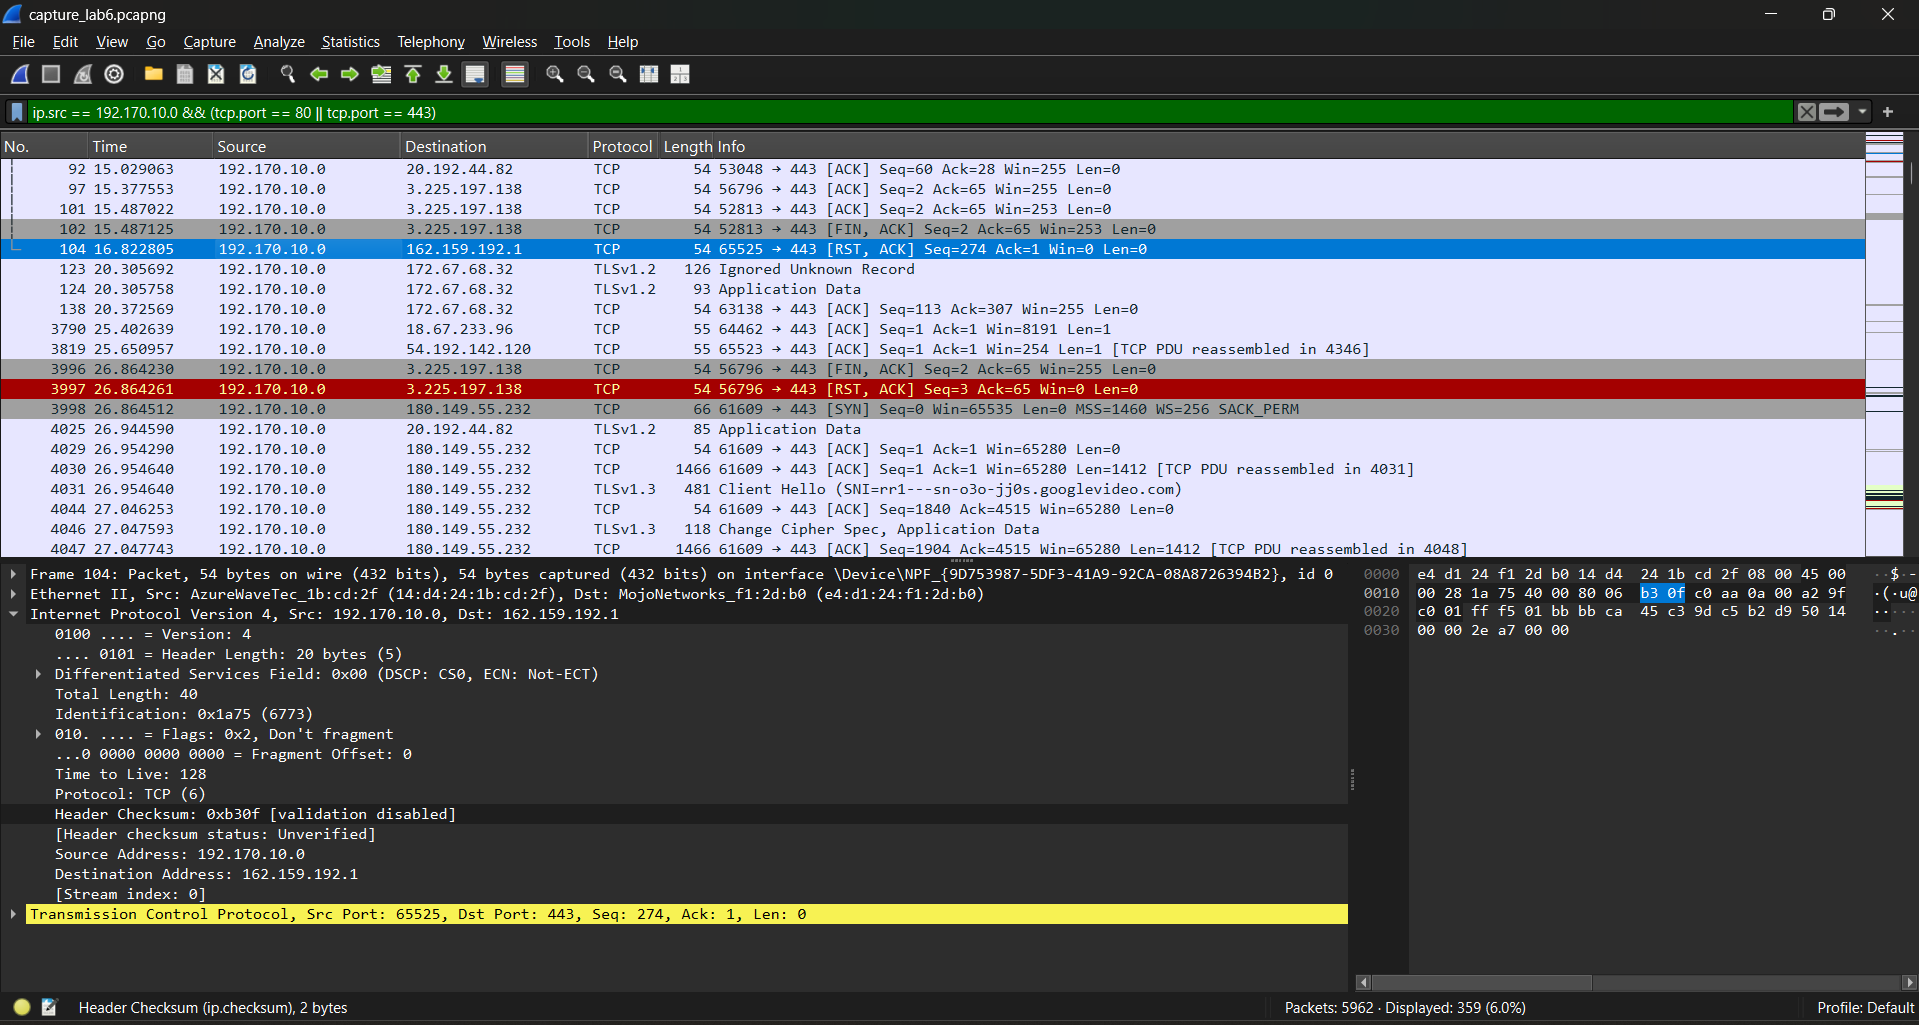 capture_lab6.pcapng
File Edit View Go Capture Analyze Statistics Telephony Wireless Tools Help
ip.src == 192.170.10.0 && (tcp.port == 80 || tcp.port == 443)
No. Time Source Destination Protocol Length Info
92 15.029063 192.170.10.0 20.192.44.82 TCP 54 53048 → 443 [ACK] Seq=60 Ack=28 Win=255 Len=0
97 15.377553 192.170.10.0 3.225.197.138 TCP 54 56796 → 443 [ACK] Seq=2 Ack=65 Win=255 Len=0
101 15.487022 192.170.10.0 3.225.197.138 TCP 54 52813 → 443 [ACK] Seq=2 Ack=65 Win=253 Len=0
102 15.487125 192.170.10.0 3.225.197.138 TCP 54 52813 → 443 [FIN, ACK] Seq=2 Ack=65 Win=253 Len=0
104 16.822805 192.170.10.0 162.159.192.1 TCP 54 65525 → 443 [RST, ACK] Seq=274 Ack=1 Win=0 Len=0
123 20.305692 192.170.10.0 172.67.68.32 TLSv1.2 126 Ignored Unknown Record
124 20.305758 192.170.10.0 172.67.68.32 TLSv1.2 93 Application Data
138 20.372569 192.170.10.0 172.67.68.32 TCP 54 63138 → 443 [ACK] Seq=113 Ack=307 Win=255 Len=0
3790 25.402639 192.170.10.0 18.67.233.96 TCP 55 64462 → 443 [ACK] Seq=1 Ack=1 Win=8191 Len=1
3819 25.650957 192.170.10.0 54.192.142.120 TCP 55 65523 → 443 [ACK] Seq=1 Ack=1 Win=254 Len=1 [TCP PDU reassembled in 4346]
3996 26.864230 192.170.10.0 3.225.197.138 TCP 54 56796 → 443 [FIN, ACK] Seq=2 Ack=65 Win=255 Len=0
3997 26.864261 192.170.10.0 3.225.197.138 TCP 54 56796 → 443 [RST, ACK] Seq=3 Ack=65 Win=0 Len=0
3998 26.864512 192.170.10.0 180.149.55.232 TCP 66 61609 → 443 [SYN] Seq=0 Win=65535 Len=0 MSS=1460 WS=256 SACK_PERM
4025 26.944590 192.170.10.0 20.192.44.82 TLSv1.2 85 Application Data
4029 26.954290 192.170.10.0 180.149.55.232 TCP 54 61609 → 443 [ACK] Seq=1 Ack=1 Win=65280 Len=0
4030 26.954640 192.170.10.0 180.149.55.232 TCP 1466 61609 → 443 [ACK] Seq=1 Ack=1 Win=65280 Len=1412 [TCP PDU reassembled in 4031]
4031 26.954640 192.170.10.0 180.149.55.232 TLSv1.3 481 Client Hello (SNI=rr1---sn-o3o-jj0s.googlevideo.com)
4044 27.046253 192.170.10.0 180.149.55.232 TCP 54 61609 → 443 [ACK] Seq=1840 Ack=4515 Win=65280 Len=0
4046 27.047593 192.170.10.0 180.149.55.232 TLSv1.3 118 Change Cipher Spec, Application Data
4047 27.047743 192.170.10.0 180.149.55.232 TCP 1466 61609 → 443 [ACK] Seq=1904 Ack=4515 Win=65280 Len=1412 [TCP PDU reassembled in 4048]
Frame 104: Packet, 54 bytes on wire (432 bits), 54 bytes captured (432 bits) on interface \Device\NPF_{9D753987-5DF3-41A9-92CA-08A8726394B2}, id 0
Ethernet II, Src: AzureWaveTec_1b:cd:2f (14:d4:24:1b:cd:2f), Dst: MojoNetworks_f1:2d:b0 (e4:d1:24:f1:2d:b0)
Internet Protocol Version 4, Src: 192.170.10.0, Dst: 162.159.192.1
0100 .... = Version: 4
.... 0101 = Header Length: 20 bytes (5)
Differentiated Services Field: 0x00 (DSCP: CS0, ECN: Not-ECT)
Total Length: 40
Identification: 0x1a75 (6773)
010. .... = Flags: 0x2, Don't fragment
...0 0000 0000 0000 = Fragment Offset: 0
Time to Live: 128
Protocol: TCP (6)
Header Checksum: 0xb30f [validation disabled]
[Header checksum status: Unverified]
Source Address: 192.170.10.0
Destination Address: 162.159.192.1
[Stream index: 0]
Transmission Control Protocol, Src Port: 65525, Dst Port: 443, Seq: 274, Ack: 1, Len: 0
0000 e4 d1 24 f1 2d b0 14 d4 24 1b cd 2f 08 00 45 00 ··$·-
0010 00 28 1a 75 40 00 80 06 b3 0f c0 aa 0a 00 a2 9f ·(·u@
0020 c0 01 ff f5 01 bb bb ca 45 c3 9d c5 b2 d9 50 14 ·····
0030 00 00 2e a7 00 00 ··.··
Header Checksum (ip.checksum), 2 bytes
Packets: 5962 · Displayed: 359 (6.0%)
Profile: Default